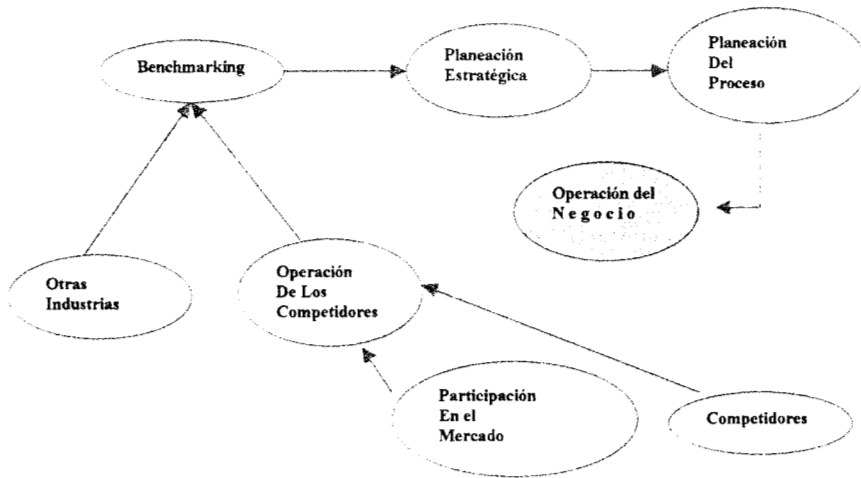 Benchmarking
Planeación
Estratégica
Planeación
Del
Proceso
Operación del
Negocio
Otras
Industrias
Operación
De Los
Competidores
Participación
En el
Mercado
Competidores